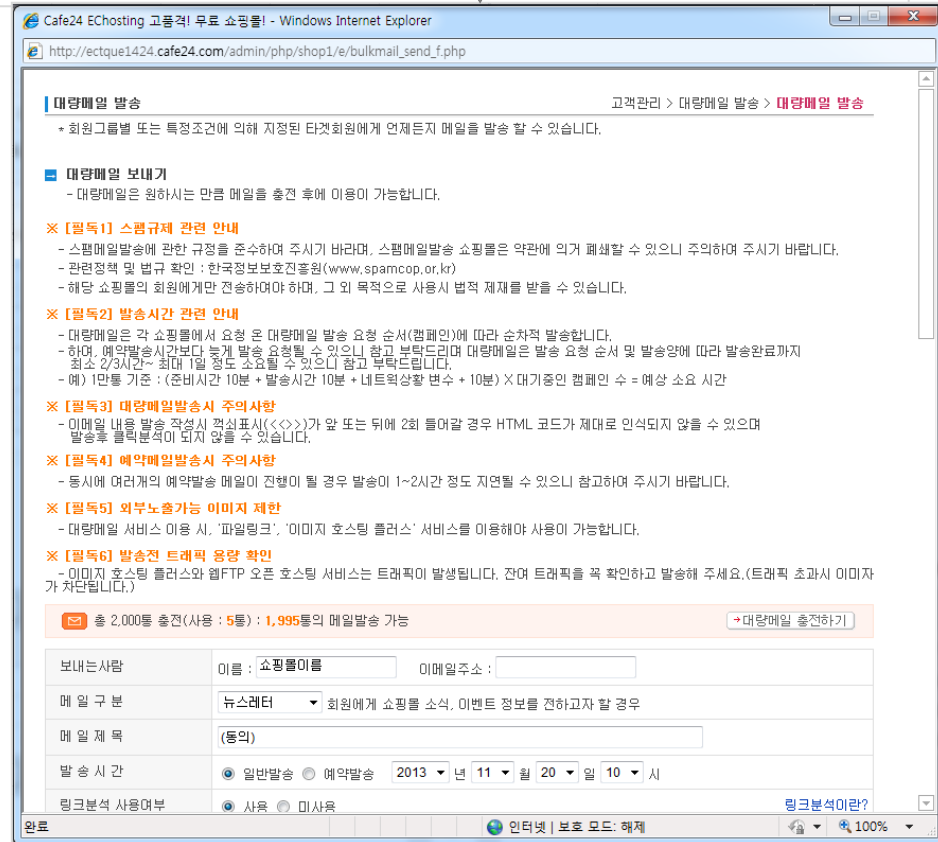 Cafe24 EChosting 고품격! 무료 쇼핑몰! - Windows Internet Explorer
http://ectque1424.cafe24.com/admin/php/shop1/e/bulkmail_send_f.php
대량메일 발송
고객관리 > 대량메일 발송 > 대량메일 발송
* 회원그룹별 또는 특정조건에 의해 지정된 타겟회원에게 언제든지 메일을 발송 할 수 있습니다.
대량메일 보내기
- 대량메일은 원하시는 만큼 메일을 충전 후에 이용이 가능합니다.
※ [필독1] 스팸규제 관련 안내
- 스팸메일발송에 관한 규정을 준수하여 주시기 바라며, 스팸메일발송 쇼핑몰은 약관에 의거 폐쇄할 수 있으니 주의하여 주시기 바랍니다.
- 관련정책 및 법규 확인 : 한국정보보호진흥원(www.spamcop.or.kr)
- 해당 쇼핑몰의 회원에게만 전송하여야 하며, 그 외 목적으로 사용시 법적 제재를 받을 수 있습니다.
※ [필독2] 발송시간 관련 안내
- 대량메일은 각 쇼핑몰에서 요청 온 대량메일 발송 요청 순서(캠페인)에 따라 순차적 발송합니다.
- 하여, 예약발송시간보다 늦게 발송 요청될 수 있으니 참고 부탁드리며 대량메일은 발송 요청 순서 및 발송양에 따라 발송완료까지
최소 2/3시간~ 최대 1일 정도 소요될 수 있으니 참고 부탁드립니다.
- 예) 1만통 기준 : (준비시간 10분 + 발송시간 10분 + 네트웍상황 변수 + 10분) X 대기중인 캠페인 수 = 예상 소요 시간
※ [필독3] 대량메일발송시 주의사항
- 이메일 내용 발송 작성시 꺽쇠표시(<<>>)가 앞 또는 뒤에 2회 들어갈 경우 HTML 코드가 제대로 인식되지 않을 수 있으며
발송후 클릭분석이 되지 않을 수 있습니다.
※ [필독4] 예약메일발송시 주의사항
- 동시에 여러개의 예약발송 메일이 진행이 될 경우 발송이 1~2시간 정도 지연될 수 있으니 참고하여 주시기 바랍니다.
※ [필독5] 외부노출가능 이미지 제한
- 대량메일 서비스 이용 시, '파일링크', '이미지 호스팅 플러스' 서비스를 이용해야 사용이 가능합니다.
※ [필독6] 발송전 트래픽 용량 확인
- 이미지 호스팅 플러스와 웹FTP 오픈 호스팅 서비스는 트래픽이 발생됩니다. 잔여 트래픽을 꼭 확인하고 발송해 주세요.(트래픽 초과시 이미자
가 차단됩니다.)
총 2,000통 충전(사용 : 5통) : 1,995통의 메일발송 가능
대량메일 충전하기
보내는사람 이름 : 쇼핑몰이름 이메일주소 :
메 일 구 분 뉴스레터 회원에게 쇼핑몰 소식, 이벤트 정보를 전하고자 할 경우
메 일 제 목 (동의)
발 송 시 간 일반발송 예약발송 2013 년 11 월 20 일 10 시
링크분석 사용여부 사용 미사용 링크분석이란?
완료 인터넷 | 보호 모드: 해제 100%